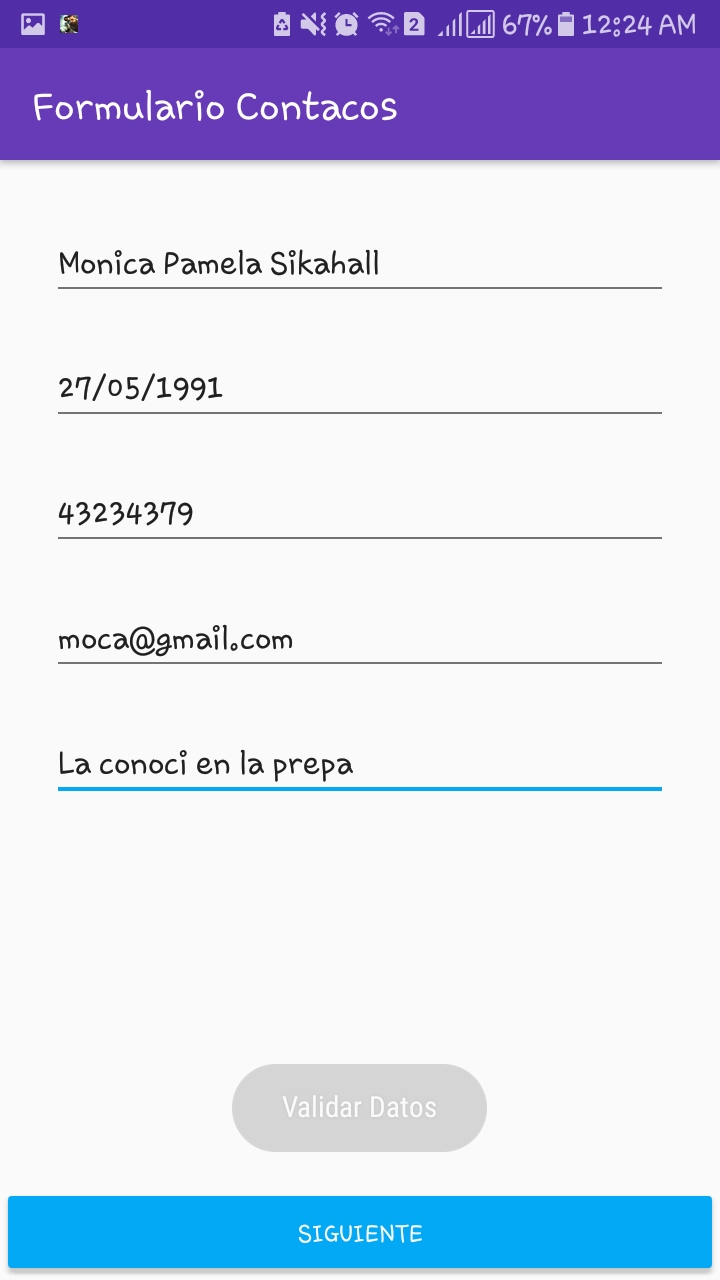 2 67% 12:24 AM
Formulario Contacos
Monica Pamela Sikahall
27/05/1991
43234379
moca@gmail.com
La conoci en la prepa
Validar Datos
SIGUIENTE